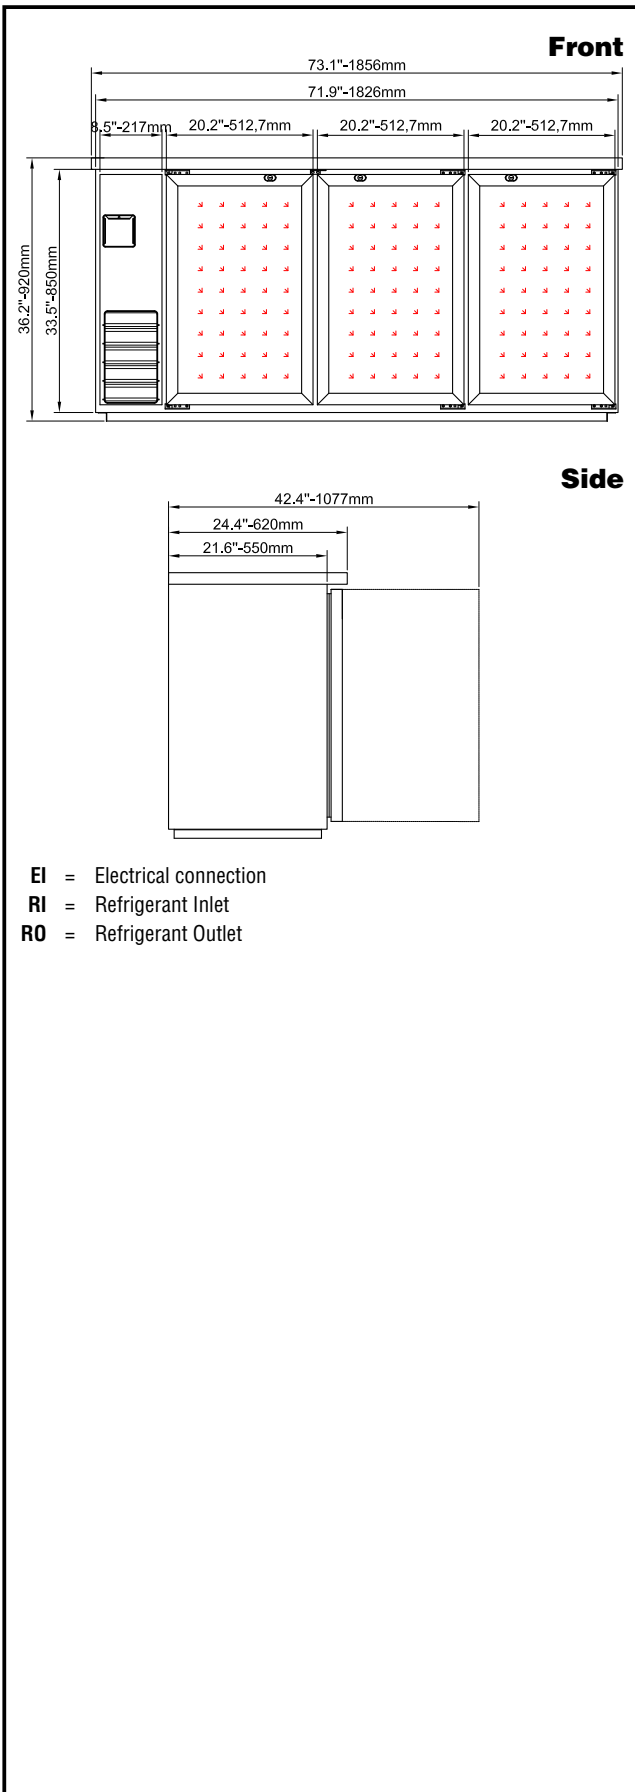 Front
73.1"-1856mm
71.9"-1826mm
8.5"-217mm 20.2"-512,7mm 20.2"-512,7mm 20.2"-512,7mm
36.2"-920mm
33.5"-850mm
Side
42.4"-1077mm
24.4"-620mm
21.6"-550mm
EI = Electrical connection
RI = Refrigerant Inlet
RO = Refrigerant Outlet